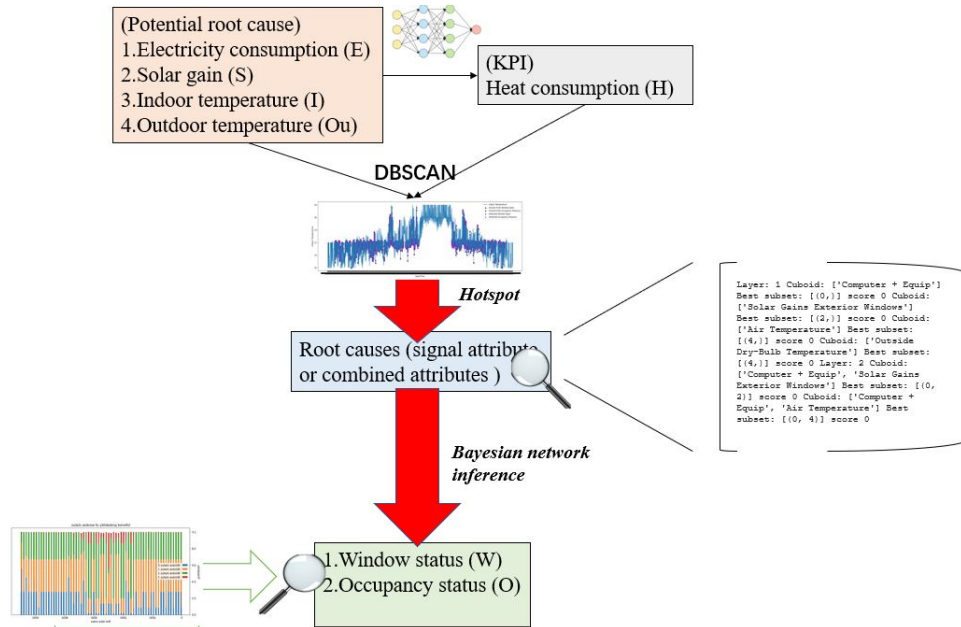 (Potential root cause)
1.Electricity consumption (E)
2.Solar gain (S)
3.Indoor temperature (I)
4.Outdoor temperature (Ou)
(KPI)
Heat consumption (H)
DBSCAN
Hotspot
Root causes (signal attribute
or combined attributes )
Layer: 1 Cuboid: ['Computer + Equip']
Best subset: [(0,)] score 0 Cuboid:
['Solar Gains Exterior Windows']
Best subset: [(2,)] score 0 Cuboid:
['Air Temperature'] Best subset:
[(4,)] score 0 Cuboid: ['Outside
Dry-Bulb Temperature'] Best subset:
[(4,)] score 0 Layer: 2 Cuboid:
['Computer + Equip', 'Solar Gains
Exterior Windows'] Best subset: [(0,
2)] score 0 Cuboid: ['Computer +
Equip', 'Air Temperature'] Best
subset: [(0, 4)] score 0
Bayesian network
inference
1.Window status (W)
2.Occupancy status (O)